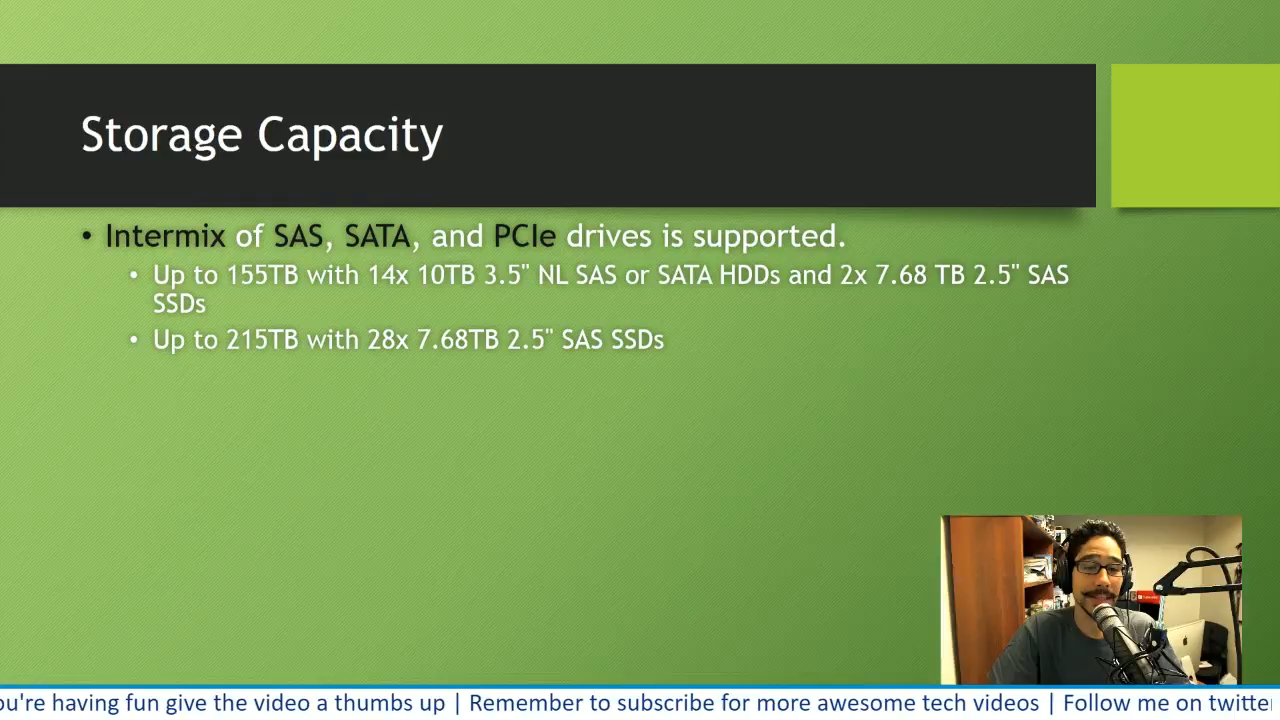 Storage Capacity
• Intermix of SAS, SATA, and PCIe drives is supported.
• Up to 155TB with 14x 10TB 3.5" NL SAS or SATA HDDs and 2x 7.68 TB 2.5" SAS
SSDs
• Up to 215TB with 28x 7.68TB 2.5" SAS SSDs
you're having fun give the video a thumbs up | Remember to subscribe for more awesome tech videos | Follow me on twitter